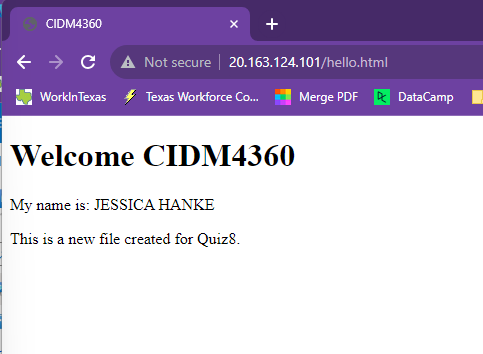 CIDM4360
Not secure 20.163.124.101/hello.html
WorkInTexas Texas Workforce Co... Merge PDF DataCamp
Welcome CIDM4360
My name is: JESSICA HANKE
This is a new file created for Quiz8.